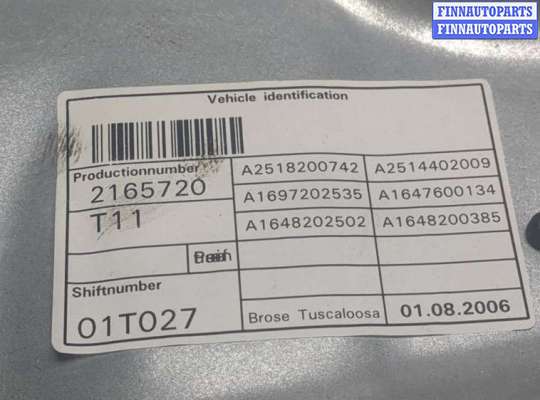 FINNAUTOPARTS
FINNAUTOPARTS
Vehicle identification
Productionnumber
2165720
T11
A2518200742 A2514402009
A1697202535 A1647600134
A1648202502 A1648200385
Shiftnumber
01T027
Brose Tuscaloosa 01.08.2006